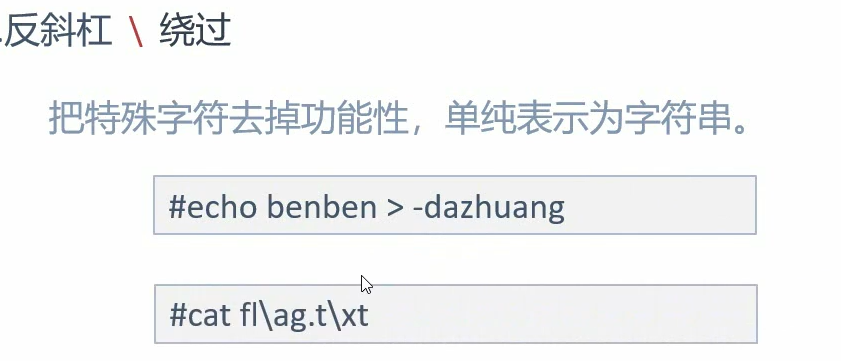 .反斜杠 \ 绕过
把特殊字符去掉功能性，单纯表示为字符串。
#echo benben > -dazhuang
#cat fl\ag.t\xt